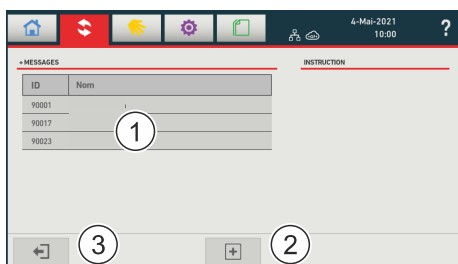 4-Mai-2021
10:00
?
MESSAGES
INSTRUCTION
ID Nom
90001
90017
90023
1
3
2